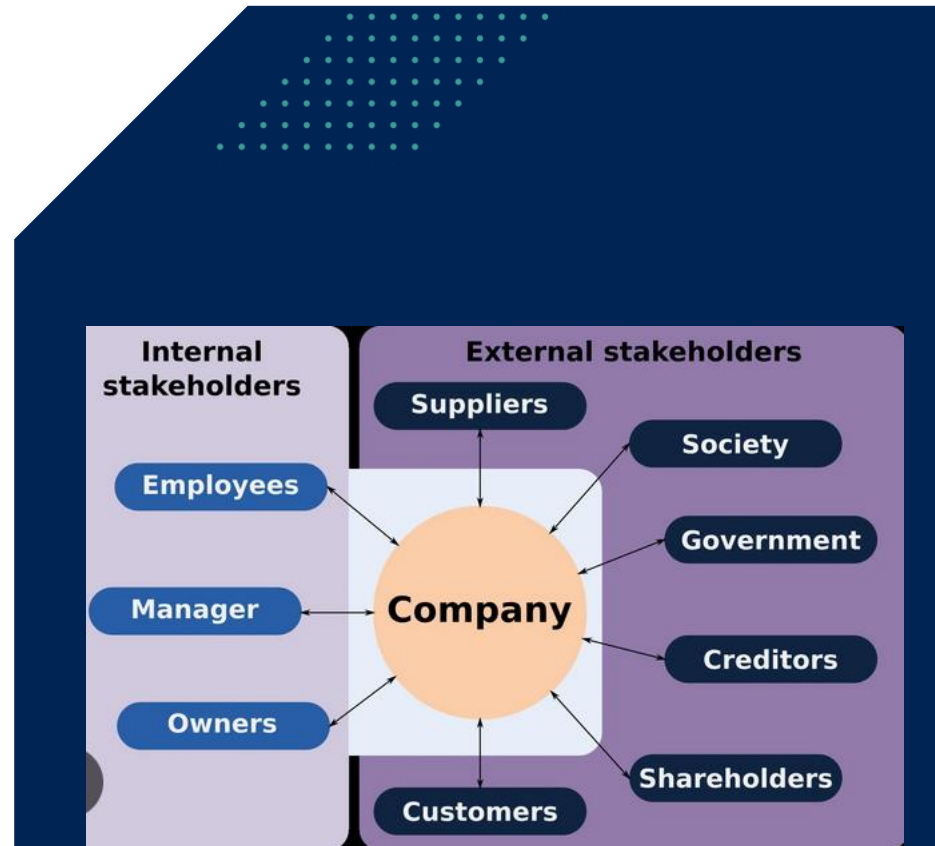 Internal
stakeholders
Employees
Manager
Owners
External stakeholders
Suppliers
Society
Government
Company
Creditors
Shareholders
Customers